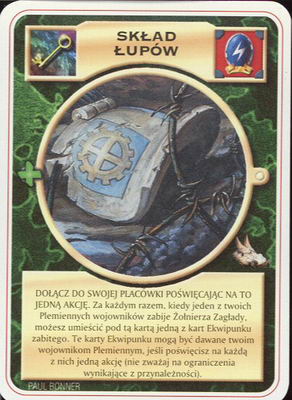 SKŁAD
ŁUPÓW
DOŁĄCZ DO SWOJEJ PLACÓWKI POŚWIĘCAJĄC NA TO
JEDNĄ AKCJĘ. Za każdym razem, kiedy jeden z twoich
Plemiennych wojowników zabije Żołnierza Zagłady,
możesz umieścić pod tą kartą jedną z kart Ekwipunku
zabitego. Te karty Ekwipunku mogą być dawane twoim
wojownikom Plemiennym, jeśli poświęcisz na każdą
z nich jedną akcję (nie zważaj na ograniczenia
wynikające z przynależności).
PAUL BONNER